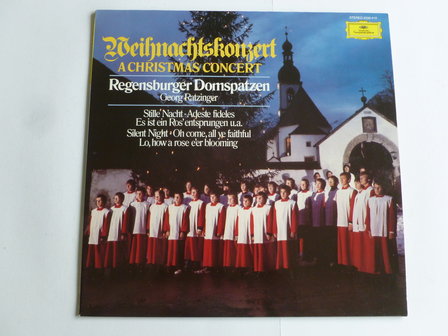 STEREO
Weihnachtskonzert
A CHRISTMAS CONCERT
Regensburger Domspatzen
Georg Ratzinger
Stille Nacht · Adeste fideles
Es ist ein Ros' entsprungen u.a.
Silent Night · Oh come, all ye faithful
Lo, how a rose e'er blooming